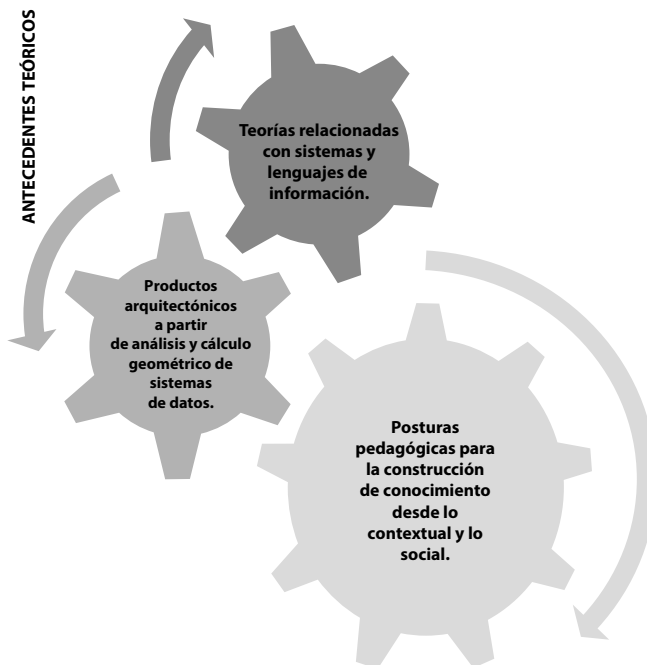 ANTECEDENTES TEÓRICOS
Teorías relacionadas
con sistemas y
lenguajes de
información.
Productos
arquitectónicos
a partir
de análisis y cálculo
geométrico de
sistemas
de datos.
Posturas
pedagógicas para
la construcción
de conocimiento
desde lo
contextual y lo
social.